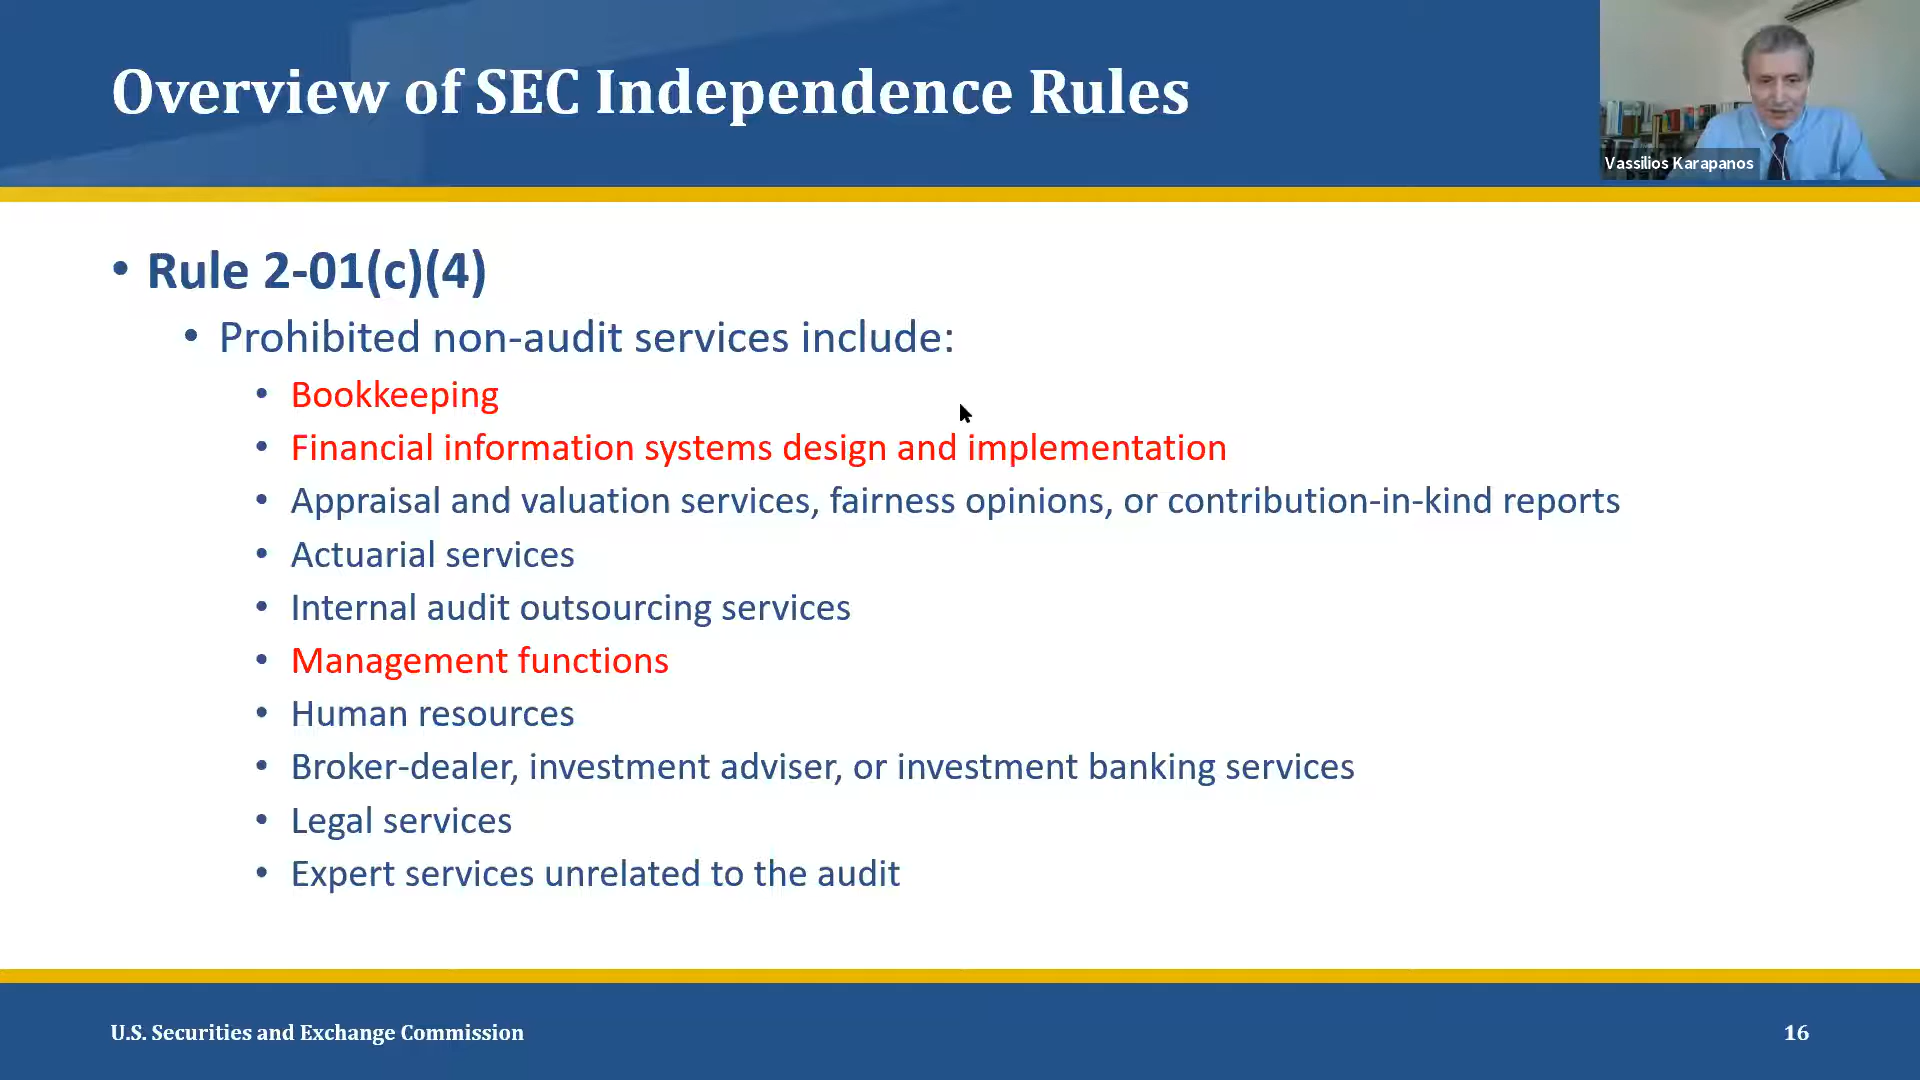 Overview of SEC Independence Rules
Vassilios Karapanos
• Rule 2-01(c)(4)
• Prohibited non-audit services include:
• Bookkeeping
• Financial information systems design and implementation
• Appraisal and valuation services, fairness opinions, or contribution-in-kind reports
• Actuarial services
• Internal audit outsourcing services
• Management functions
• Human resources
• Broker-dealer, investment adviser, or investment banking services
• Legal services
• Expert services unrelated to the audit
U.S. Securities and Exchange Commission
16